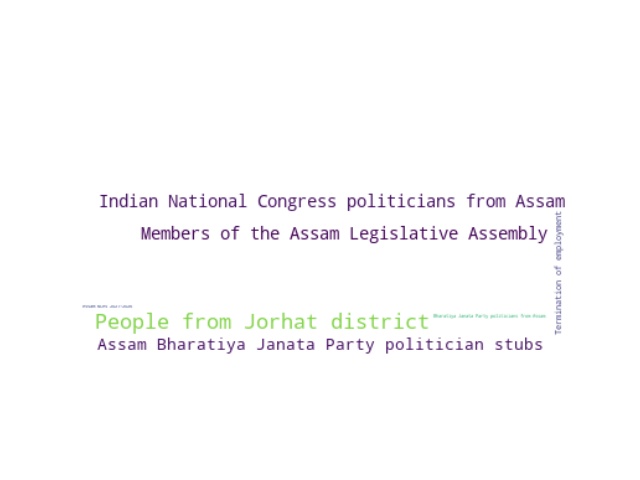 Indian National Congress politicians from Assam
Members of the Assam Legislative Assembly
Termination of employment
Bharatiya Janata Party politicians from Assam
People from Jorhat district
Assam Bharatiya Janata Party politician stubs